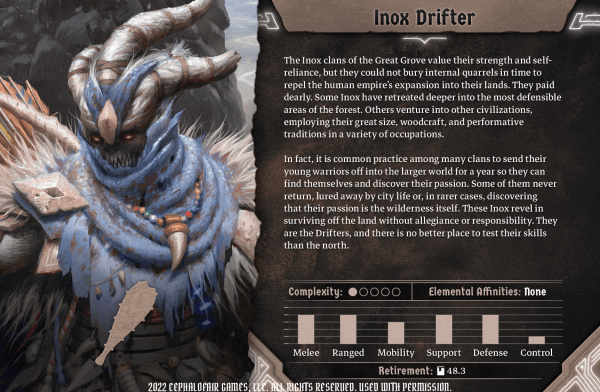 Inox Drifter
The Inox clans of the Great Grove value their strength and self-
reliance, but they could not bury internal quarrels in time to
repel the human empire's expansion into their lands. They paid
dearly. Some Inox have retreated deeper into the most defensible
areas of the forest. Others venture into other civilizations,
employing their great size, woodcraft, and performative
traditions in a variety of occupations.
In fact, it is common practice among many clans to send their
young warriors off into the larger world for a year so they can
find themselves and discover their passion. Some of them never
return, lured away by city life or, in rarer cases, discovering
that their passion is the wilderness itself. These Inox revel in
surviving off the land without allegiance or responsibility. They
are the Drifters, and there is no better place to test their skills
than the north.
Complexity: Elemental Affinities: None
Melee Ranged Mobility Support Defense Control
Retirement: 48.3
2022 CEPHALOFAIR GAMES, LLC. ALL RIGHTS RESERVED. USED WITH PERMISSION.